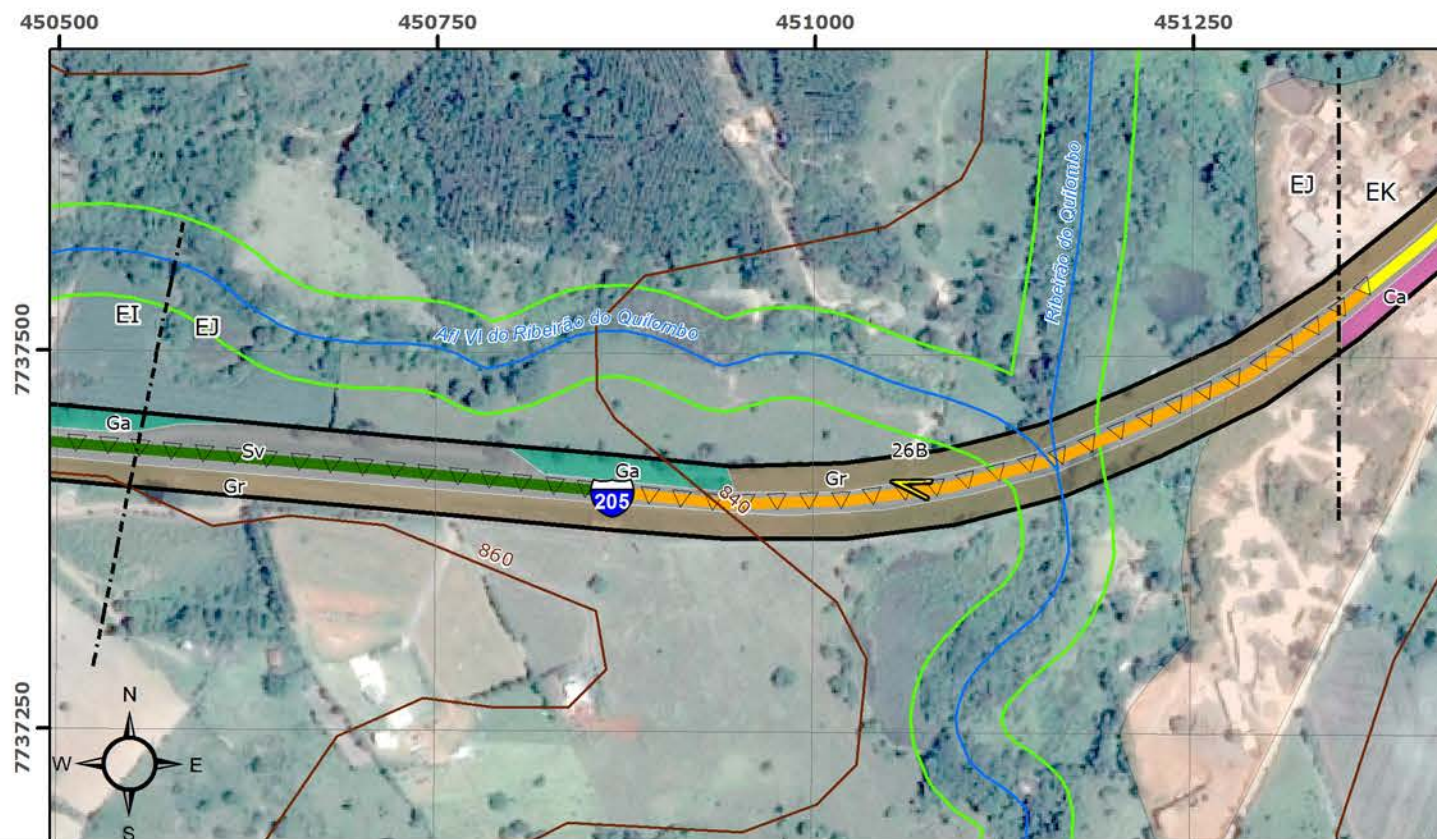 450500 450750 451000 451250
EJ EK
Ribeirão do Quilombo
EI EJ
Afl VI do Ribeirão do Quilombo
Ca
7737500
Ga
Sv
26B
Ga
Gr
Gr
205
840
860
7737250
N
W E
S